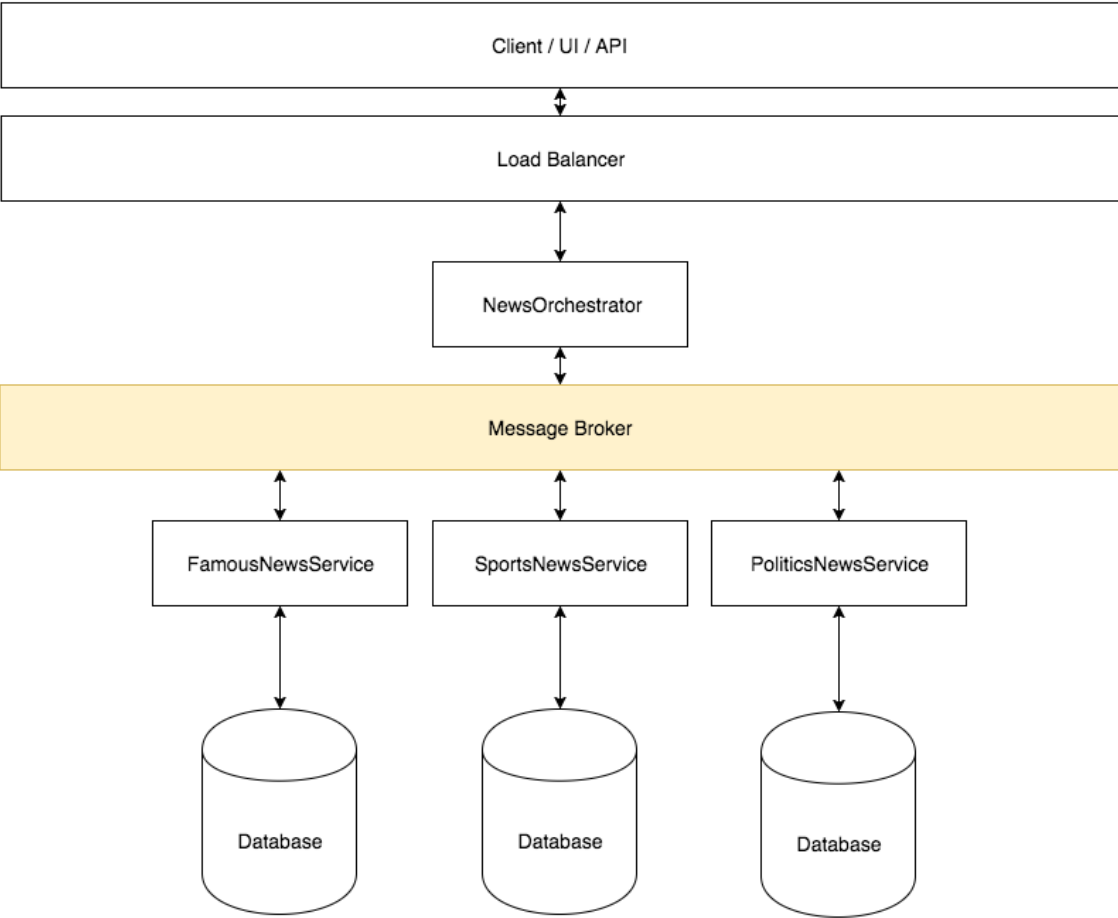 Client / UI / API
Load Balancer
NewsOrchestrator
Message Broker
FamousNewsService
SportsNewsService
PoliticsNewsService
Database
Database
Database